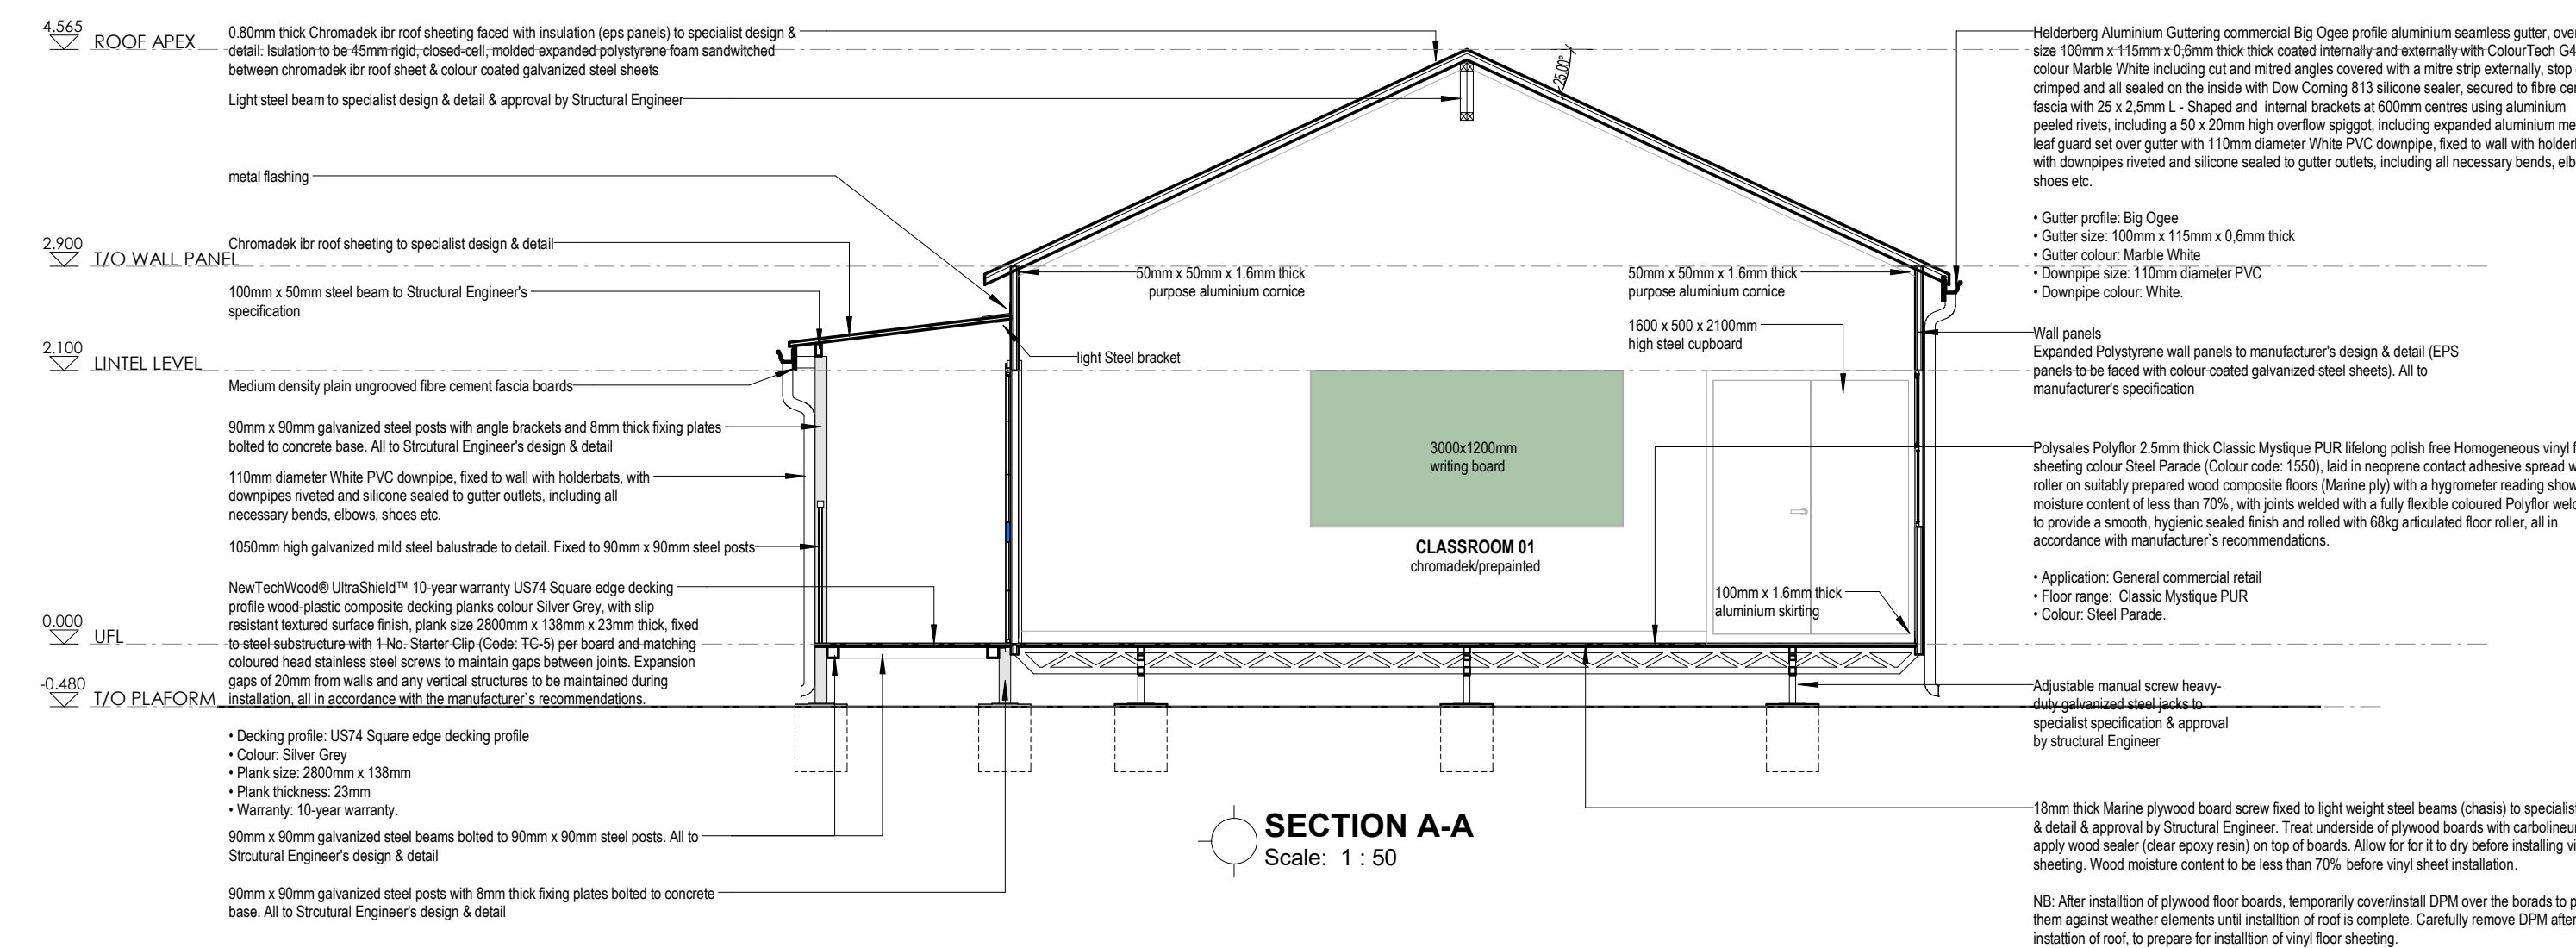 4.565
ROOF APEX
2.900
T/O WALL PANEL
2.100
LINTEL LEVEL
0.000
UFL
-0.480
T/O PLAFORM
0.80mm thick Chromadek ibr roof sheeting faced with insulation (eps panels) to specialist design &
detail. Isulation to be 45mm rigid, closed-cell, molded expanded polystyrene foam sandwitched
between chromadek ibr roof sheet & colour coated galvanized steel sheets
Light steel beam to specialist design & detail & approval by Structural Engineer
metal flashing
Chromadek ibr roof sheeting to specialist design & detail
100mm x 50mm steel beam to Structural Engineer's
specification
Medium density plain ungrooved fibre cement fascia boards
90mm x 90mm galvanized steel posts with angle brackets and 8mm thick fixing plates
bolted to concrete base. All to Strcutural Engineer's design & detail
110mm diameter White PVC downpipe, fixed to wall with holderbats, with
downpipes riveted and silicone sealed to gutter outlets, including all
necessary bends, elbows, shoes etc.
1050mm high galvanized mild steel balustrade to detail. Fixed to 90mm x 90mm steel posts
NewTechWood® UltraShield™ 10-year warranty US74 Square edge decking
profile wood-plastic composite decking planks colour Silver Grey, with slip
resistant textured surface finish, plank size 2800mm x 138mm x 23mm thick, fixed
to steel substructure with 1 No. Starter Clip (Code: TC-5) per board and matching
coloured head stainless steel screws to maintain gaps between joints. Expansion
gaps of 20mm from walls and any vertical structures to be maintained during
installation, all in accordance with the manufacturer`s recommendations.
• Decking profile: US74 Square edge decking profile
• Colour: Silver Grey
• Plank size: 2800mm x 138mm
• Plank thickness: 23mm
• Warranty: 10-year warranty.
90mm x 90mm galvanized steel beams bolted to 90mm x 90mm steel posts. All to
Strcutural Engineer's design & detail
90mm x 90mm galvanized steel posts with 8mm thick fixing plates bolted to concrete
base. All to Strcutural Engineer's design & detail
25.00°
50mm x 50mm x 1.6mm thick
purpose aluminium cornice
50mm x 50mm x 1.6mm thick
purpose aluminium cornice
1600 x 500 x 2100mm
high steel cupboard
light Steel bracket
3000x1200mm
writing board
CLASSROOM 01
chromadek/prepainted
100mm x 1.6mm thick
aluminium skirting
SECTION A-A
Scale: 1 : 50
Helderberg Aluminium Guttering commercial Big Ogee profile aluminium seamless gutter, over
size 100mm x 115mm x 0,6mm thick thick coated internally and externally with ColourTech G4
colour Marble White including cut and mitred angles covered with a mitre strip externally, stop
crimped and all sealed on the inside with Dow Corning 813 silicone sealer, secured to fibre cer
fascia with 25 x 2,5mm L - Shaped and internal brackets at 600mm centres using aluminium
peeled rivets, including a 50 x 20mm high overflow spiggot, including expanded aluminium me
leaf guard set over gutter with 110mm diameter White PVC downpipe, fixed to wall with holder
with downpipes riveted and silicone sealed to gutter outlets, including all necessary bends, elb
shoes etc.
• Gutter profile: Big Ogee
• Gutter size: 100mm x 115mm x 0,6mm thick
• Gutter colour: Marble White
• Downpipe size: 110mm diameter PVC
• Downpipe colour: White.
Wall panels
Expanded Polystyrene wall panels to manufacturer's design & detail (EPS
panels to be faced with colour coated galvanized steel sheets). All to
manufacturer's specification
Polysales Polyflor 2.5mm thick Classic Mystique PUR lifelong polish free Homogeneous vinyl f
sheeting colour Steel Parade (Colour code: 1550), laid in neoprene contact adhesive spread w
roller on suitably prepared wood composite floors (Marine ply) with a hygrometer reading show
moisture content of less than 70%, with joints welded with a fully flexible coloured Polyflor weld
to provide a smooth, hygienic sealed finish and rolled with 68kg articulated floor roller, all in
accordance with manufacturer`s recommendations.
• Application: General commercial retail
• Floor range: Classic Mystique PUR
• Colour: Steel Parade.
Adjustable manual screw heavy-
duty galvanized steel jacks to
specialist specification & approval
by structural Engineer
18mm thick Marine plywood board screw fixed to light weight steel beams (chasis) to specialist
& detail & approval by Structural Engineer. Treat underside of plywood boards with carbolineu
apply wood sealer (clear epoxy resin) on top of boards. Allow for for it to dry before installing vi
sheeting. Wood moisture content to be less than 70% before vinyl sheet installation.
NB: After installtion of plywood floor boards, temporarily cover/install DPM over the borads to p
them against weather elements until installtion of roof is complete. Carefully remove DPM after
instattion of roof, to prepare for installtion of vinyl floor sheeting.